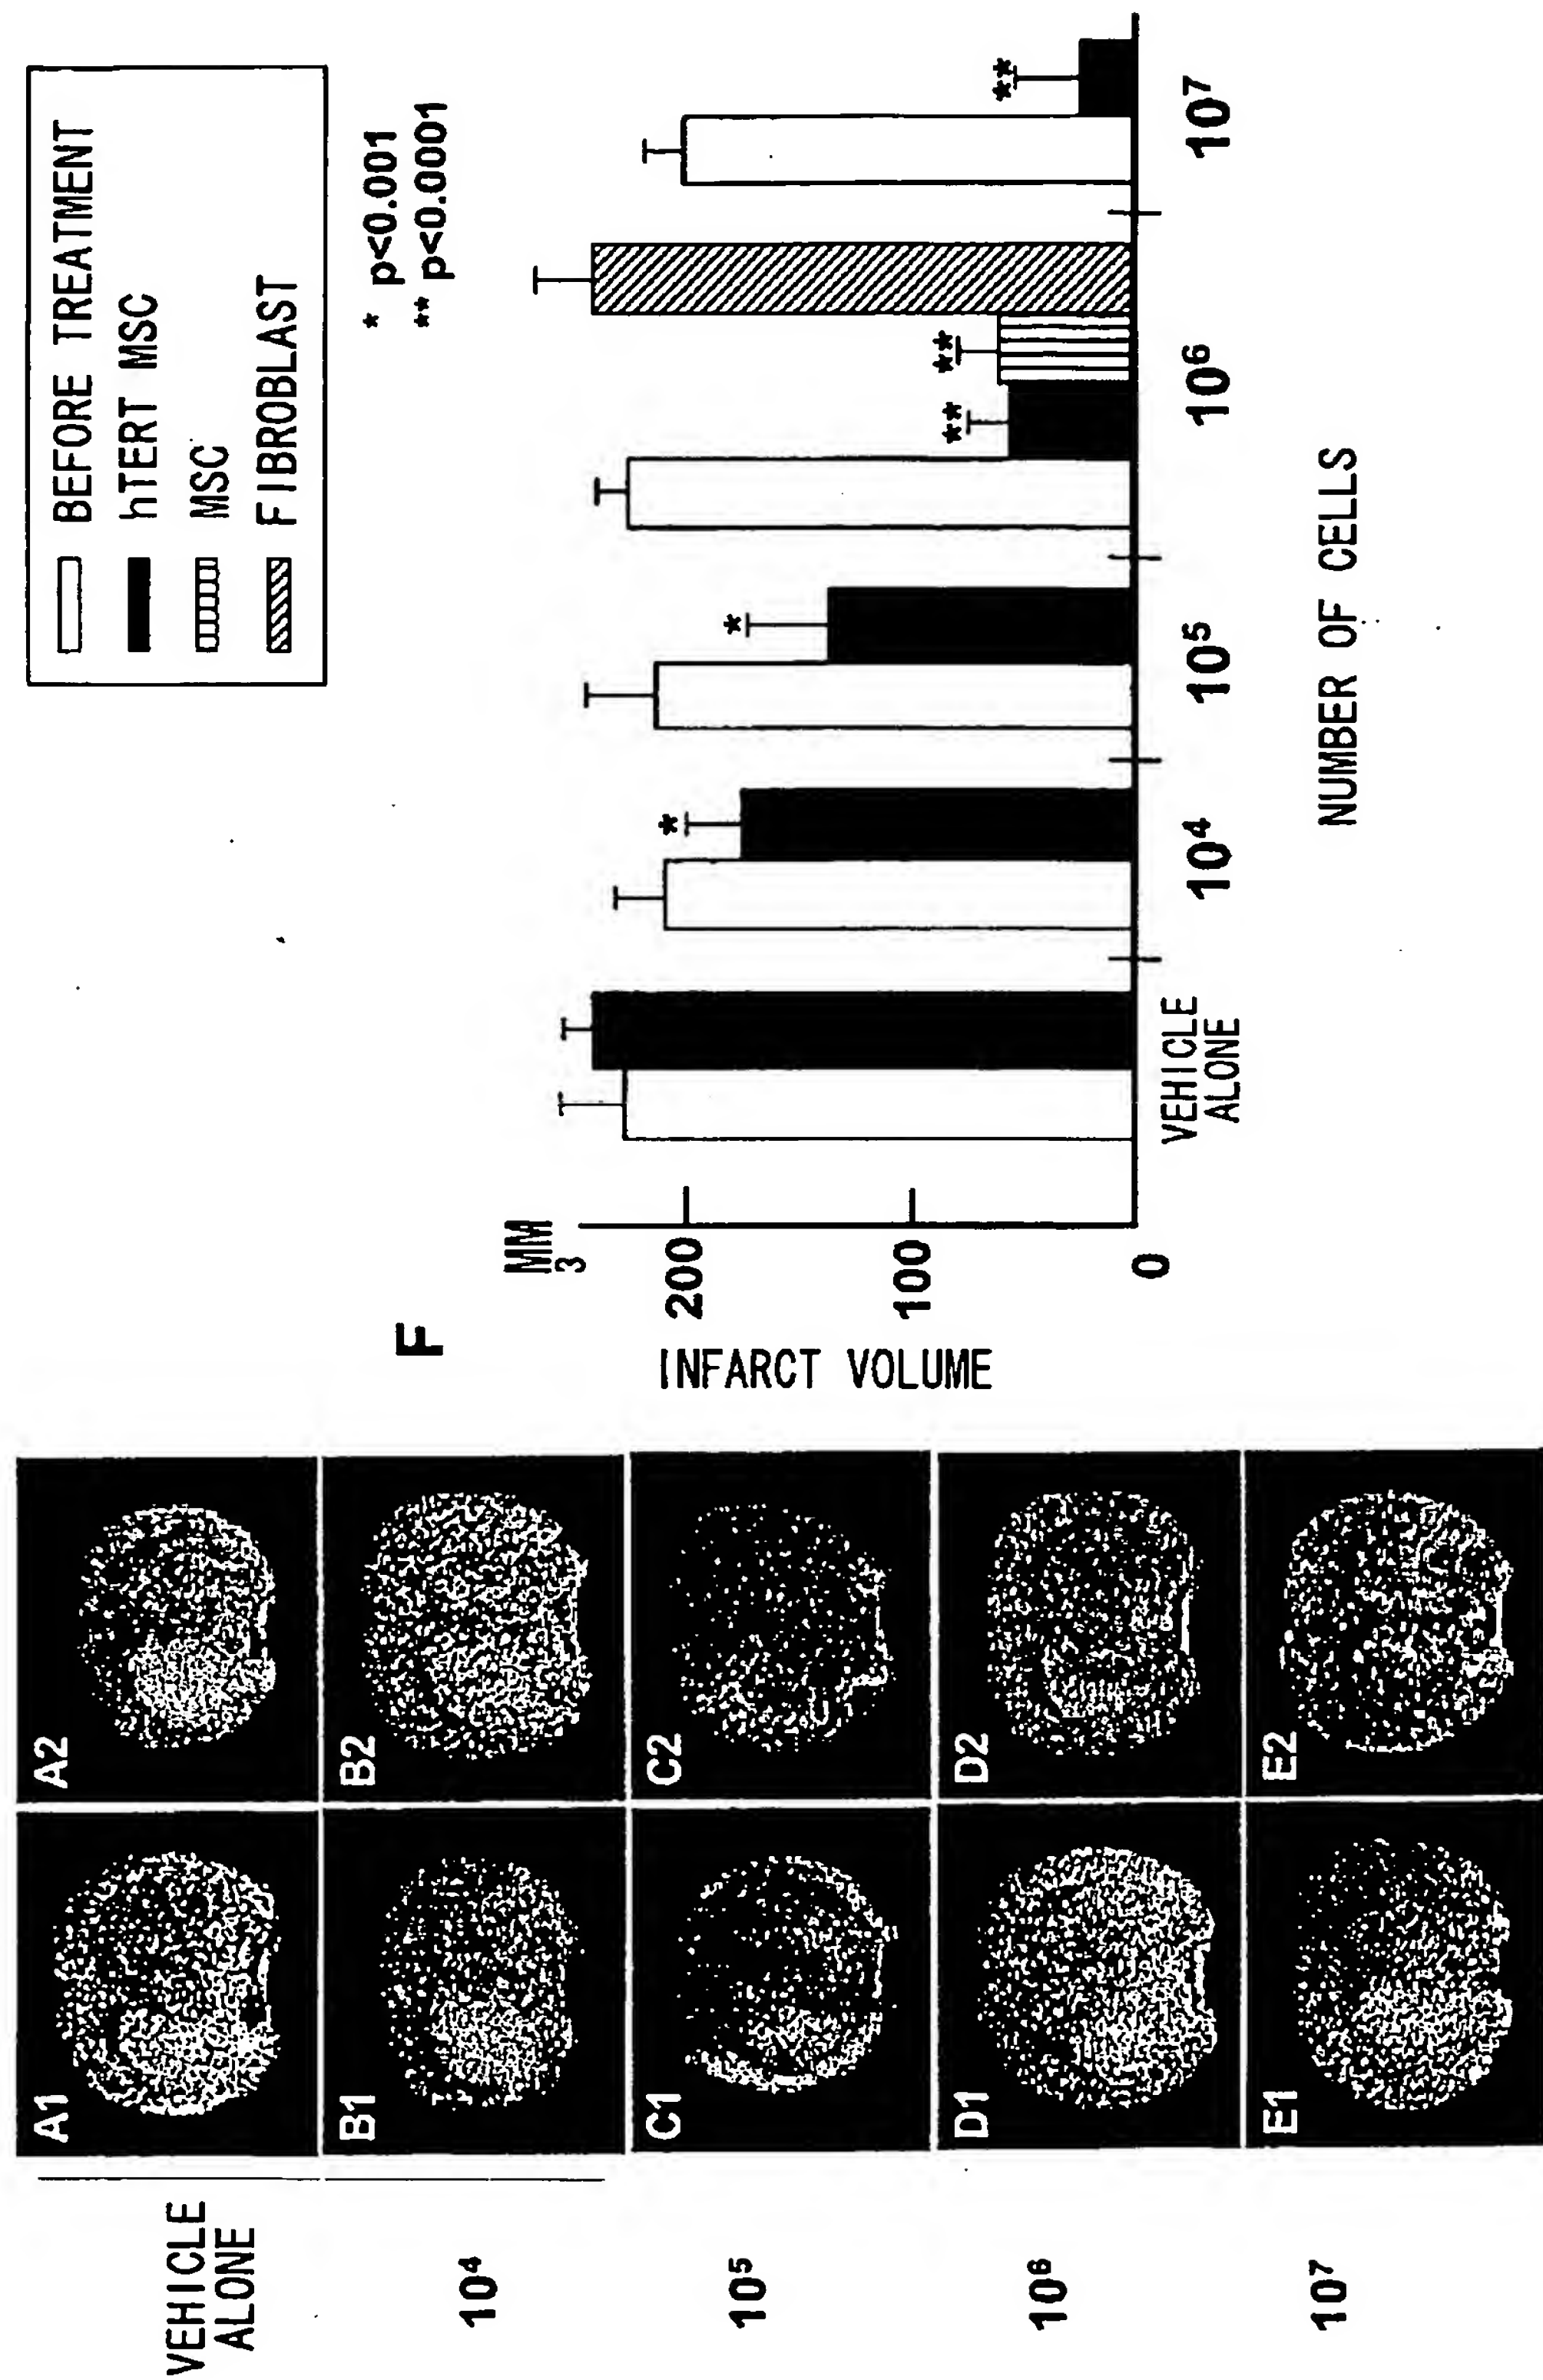 VEHICLE
ALONE
10⁴
10⁵
10⁶
10⁷
A1
A2
B1
B2
C1
C2
D1
D2
E1
E2
F
BEFORE TREATMENT
hTERT MSC
MSC
FIBROBLAST
* p<0.001
** p<0.0001
MM
3
200
100
0
INFARCT VOLUME
*
*
**
**
**
VEHICLE
ALONE
10⁴
10⁵
10⁶
10⁷
NUMBER OF CELLS